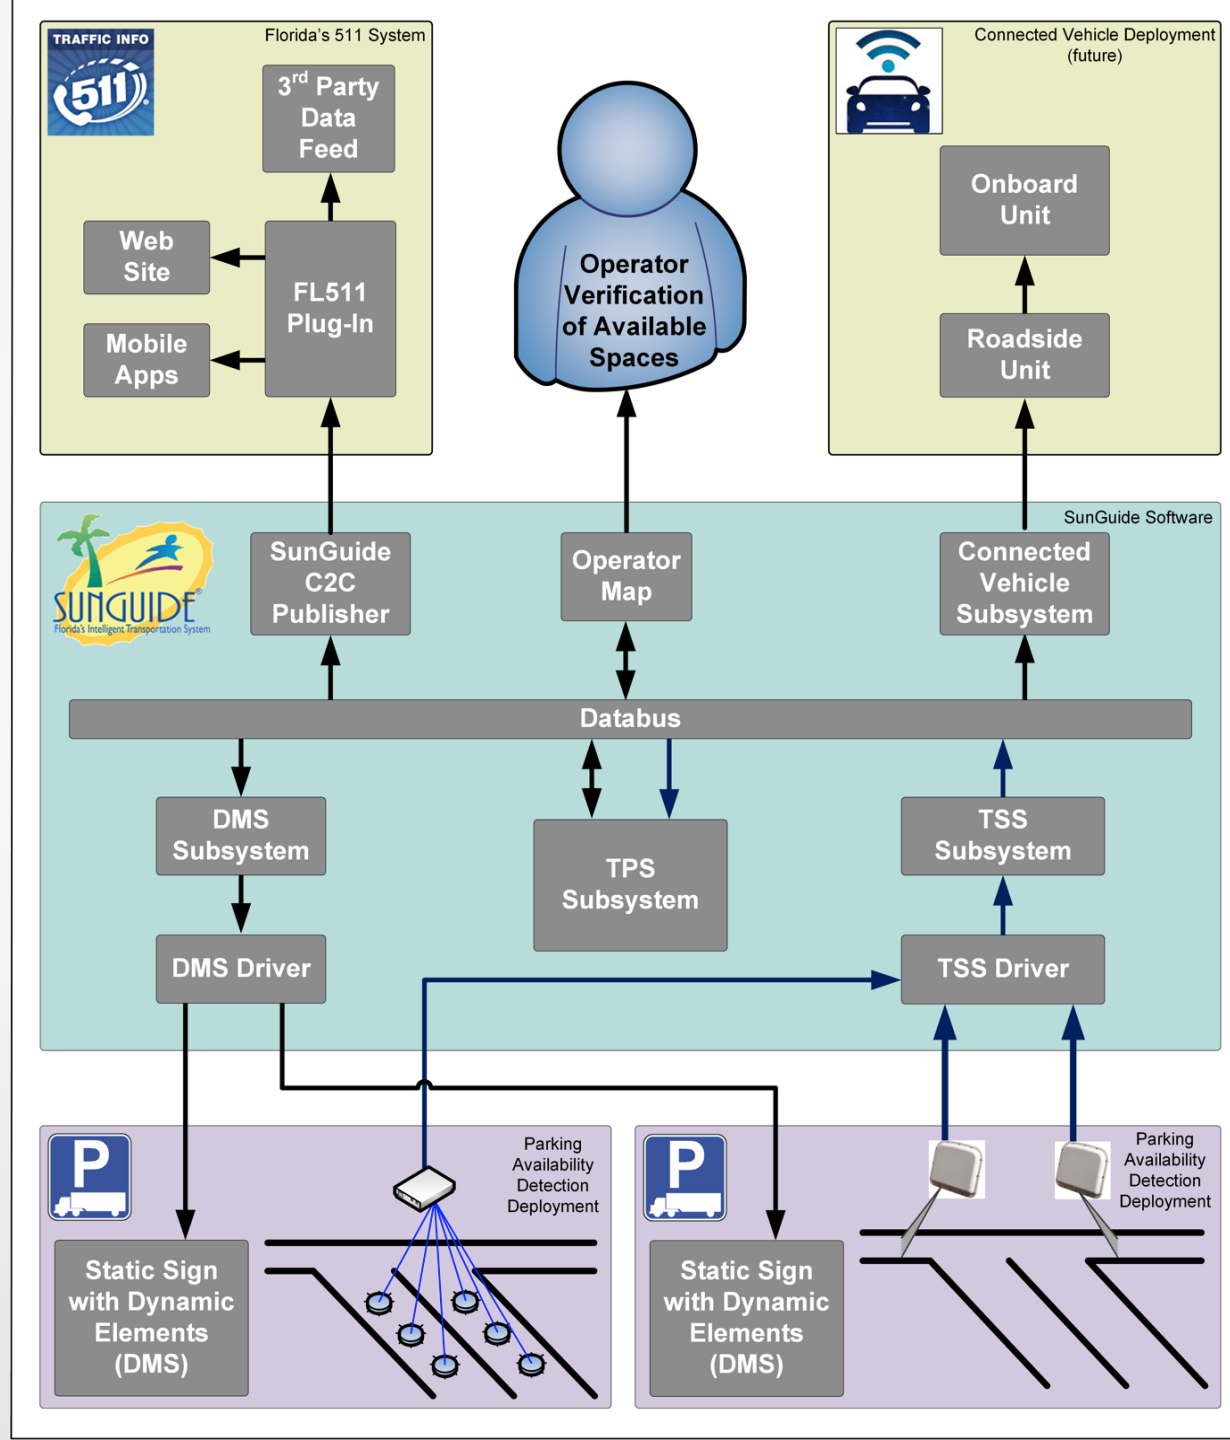 TRAFFIC INFO
511
Florida's 511 System
3rd Party
Data
Feed
Web
Site
FL511
Plug-In
Mobile
Apps
Operator
Verification
of Available
Spaces
Connected Vehicle Deployment
(future)
Onboard
Unit
Roadside
Unit
SunGuide Software
SUNGUIDE®
Florida's Intelligent Transportation System
SunGuide
C2C
Publisher
Operator
Map
Connected
Vehicle
Subsystem
Databus
DMS
Subsystem
TPS
Subsystem
TSS
Subsystem
DMS Driver
TSS Driver
P
Parking
Availability
Detection
Deployment
Static Sign
with Dynamic
Elements
(DMS)
P
Parking
Availability
Detection
Deployment
Static Sign
with Dynamic
Elements
(DMS)